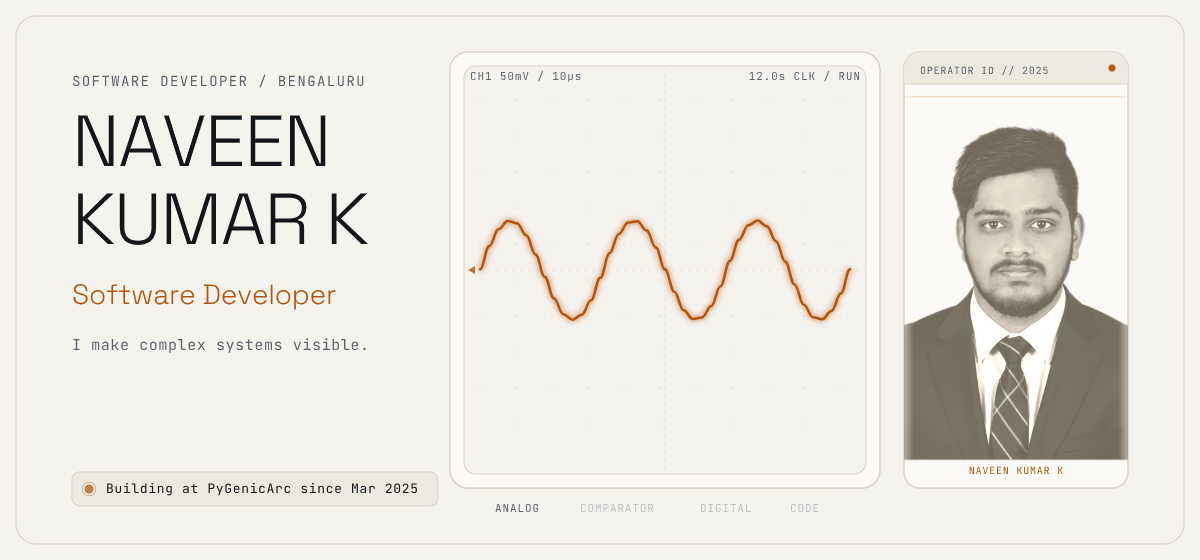 SOFTWARE DEVELOPER / BENGALURU
NAVEEN
KUMAR K
Software Developer
I make complex systems visible.
Building at PyGenicArc since Mar 2025
CH1 50mV / 10µs
12.0s CLK / RUN
ANALOG
COMPARATOR
DIGITAL
CODE
OPERATOR ID // 2025
NAVEEN KUMAR K